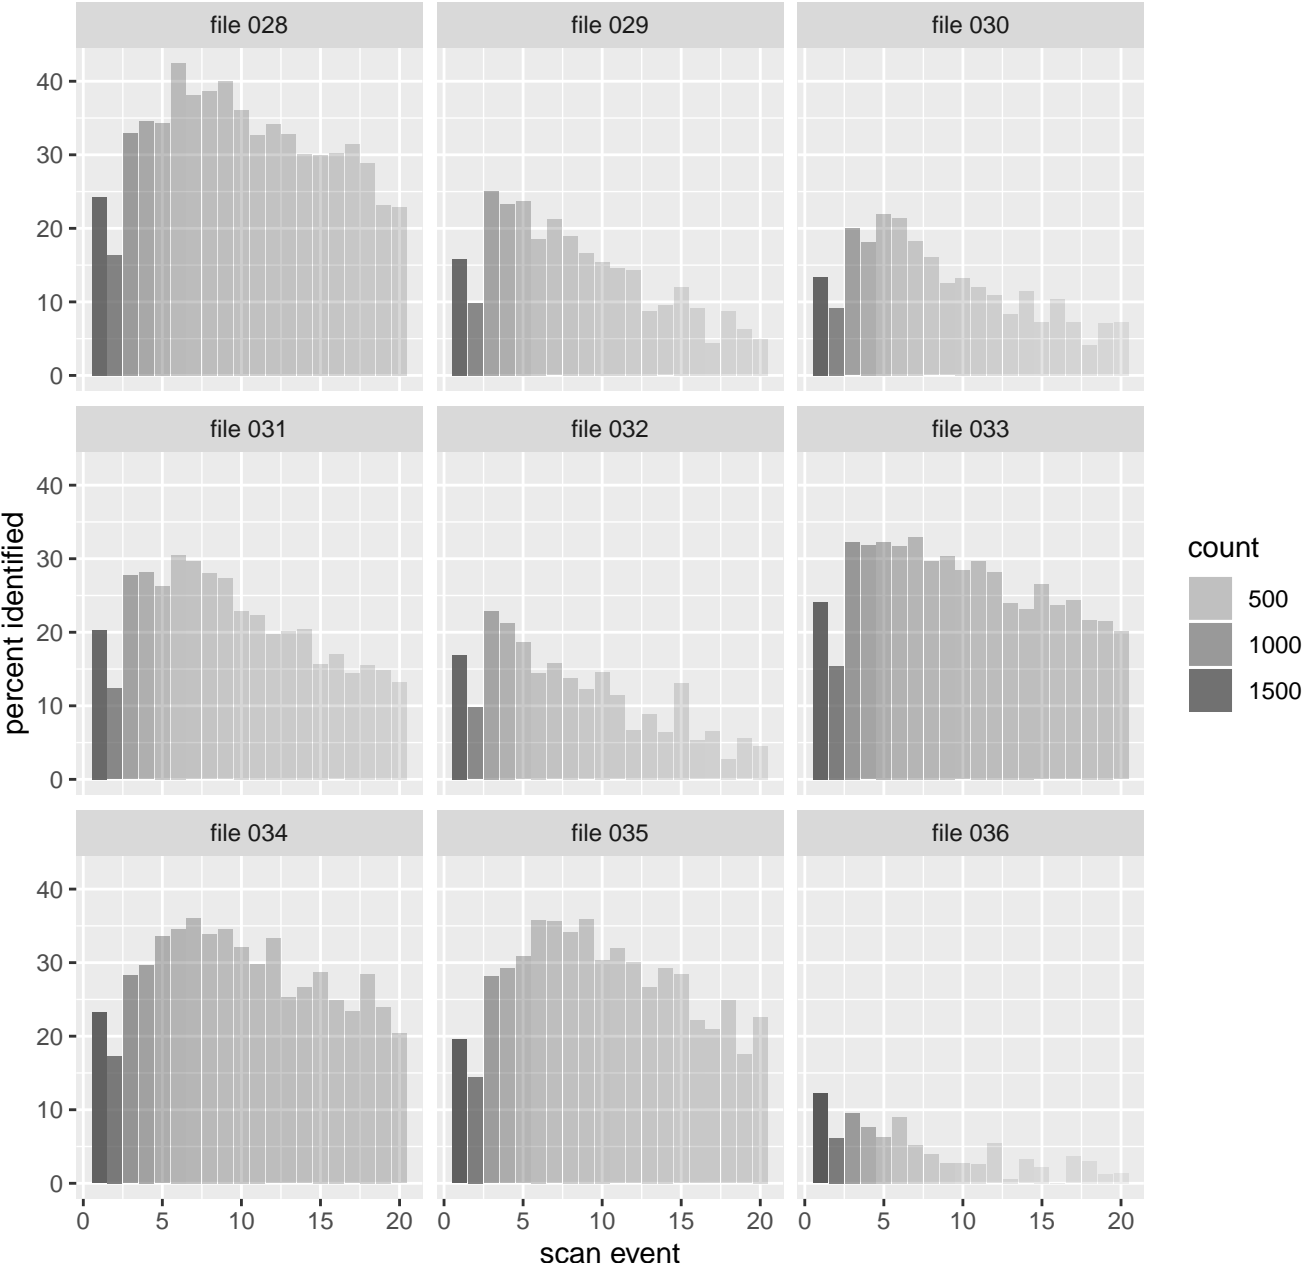 file 028
file 029
file 030
40
30
20
10
0
file 031
file 032
file 033
40
30
20
10
0
percent identified
count
500
1000
1500
file 034
file 035
file 036
40
30
20
10
0
0 5 10 15 20
0 5 10 15 20
0 5 10 15 20
scan event